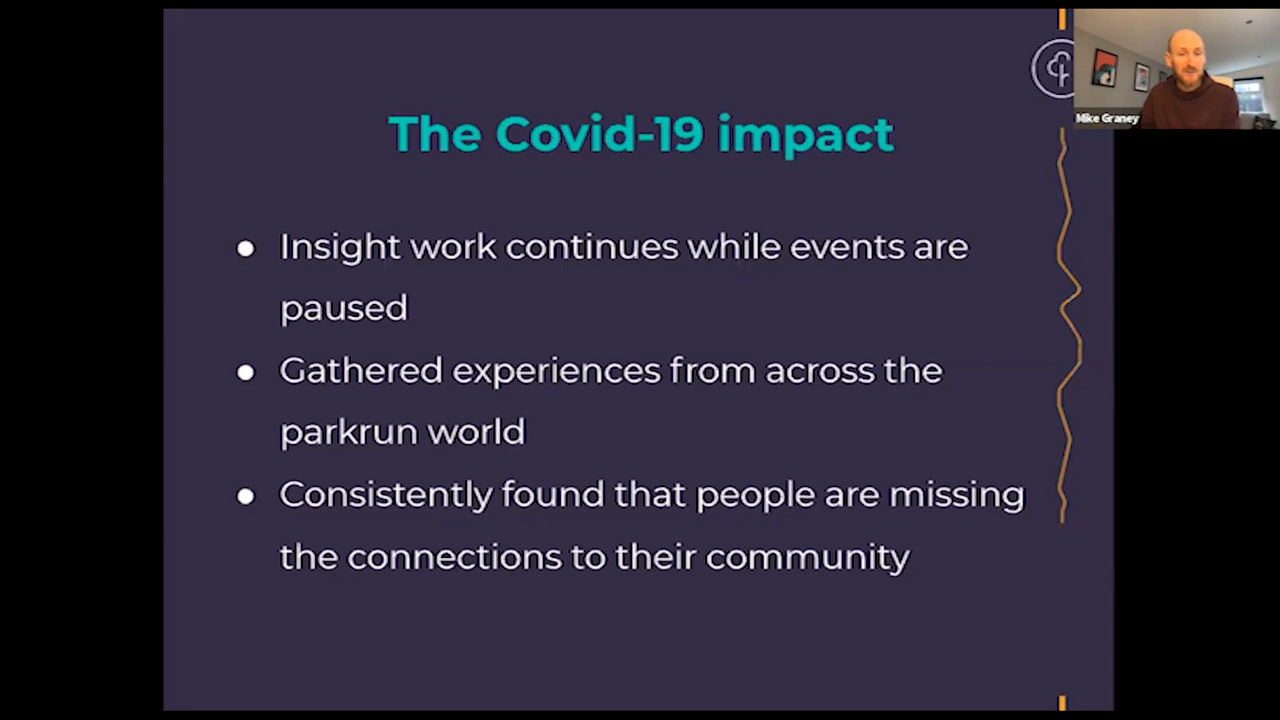 The Covid-19 impact
● Insight work continues while events are
paused
● Gathered experiences from across the
parkrun world
● Consistently found that people are missing
the connections to their community
Mike Graney